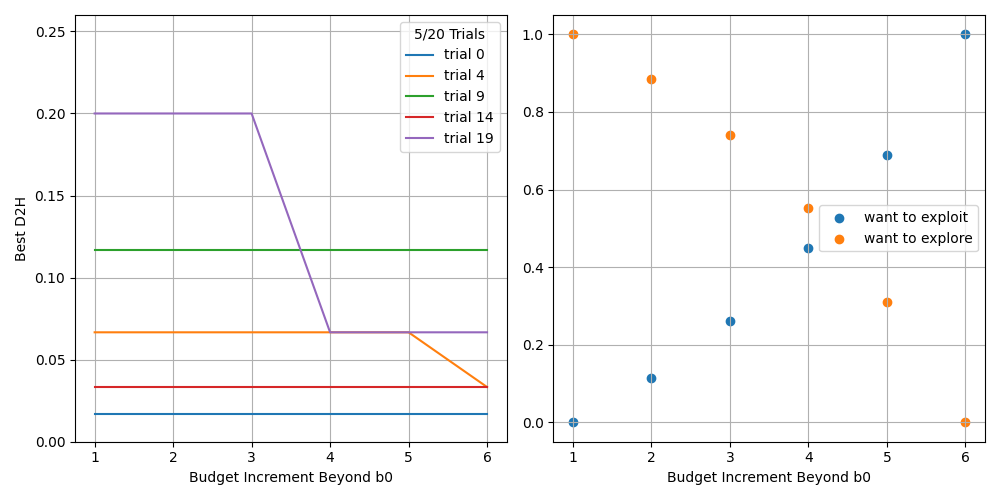 0.25
0.20
0.15
0.10
0.05
0.00
Best D2H
5/20 Trials
trial 0
trial 4
trial 9
trial 14
trial 19
1 2 3 4 5 6
Budget Increment Beyond b0
1.0
0.8
0.6
0.4
0.2
0.0
want to exploit
want to explore
1 2 3 4 5 6
Budget Increment Beyond b0